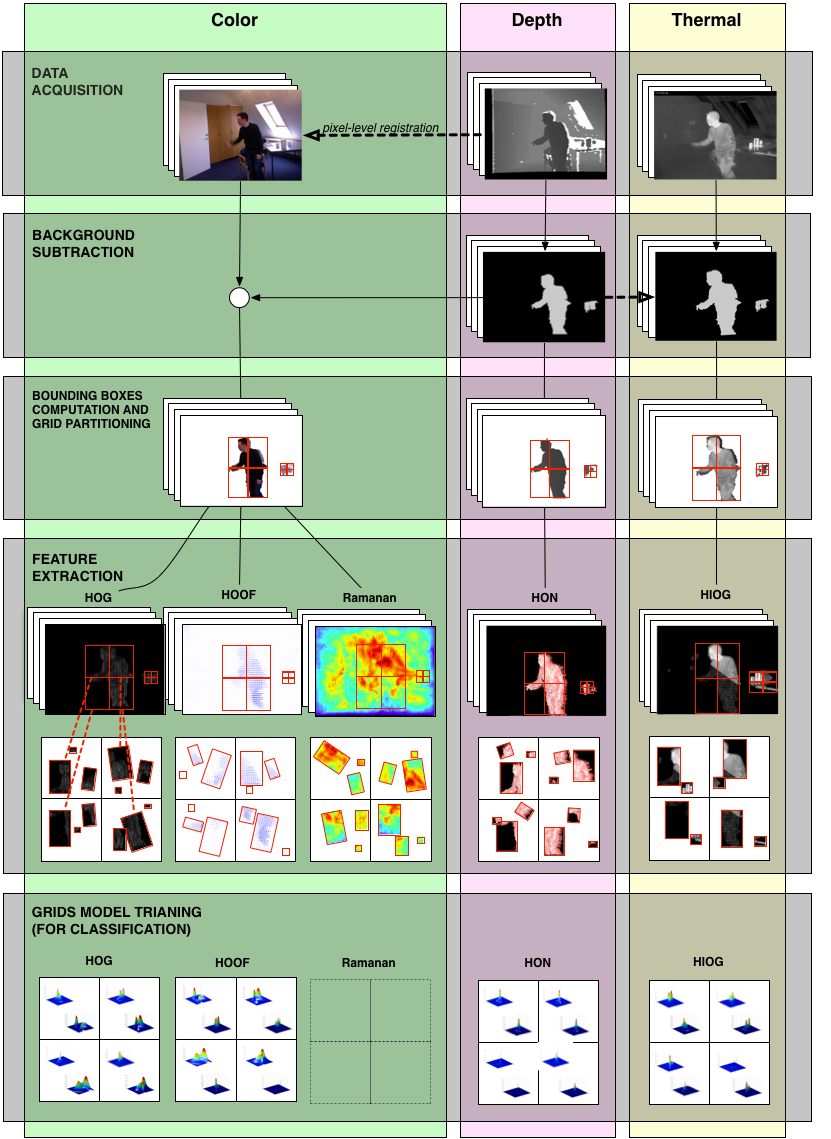 Color
Depth
Thermal
DATA
ACQUISITION
pixel-level registration
BACKGROUND
SUBTRACTION
BOUNDING BOXES
COMPUTATION AND
GRID PARTITIONING
FEATURE
EXTRACTION
HOG
HOOF
Ramanan
HON
HIOG
GRIDS MODEL TRIANING
(FOR CLASSIFICATION)
HOG
HOOF
Ramanan
HON
HIOG